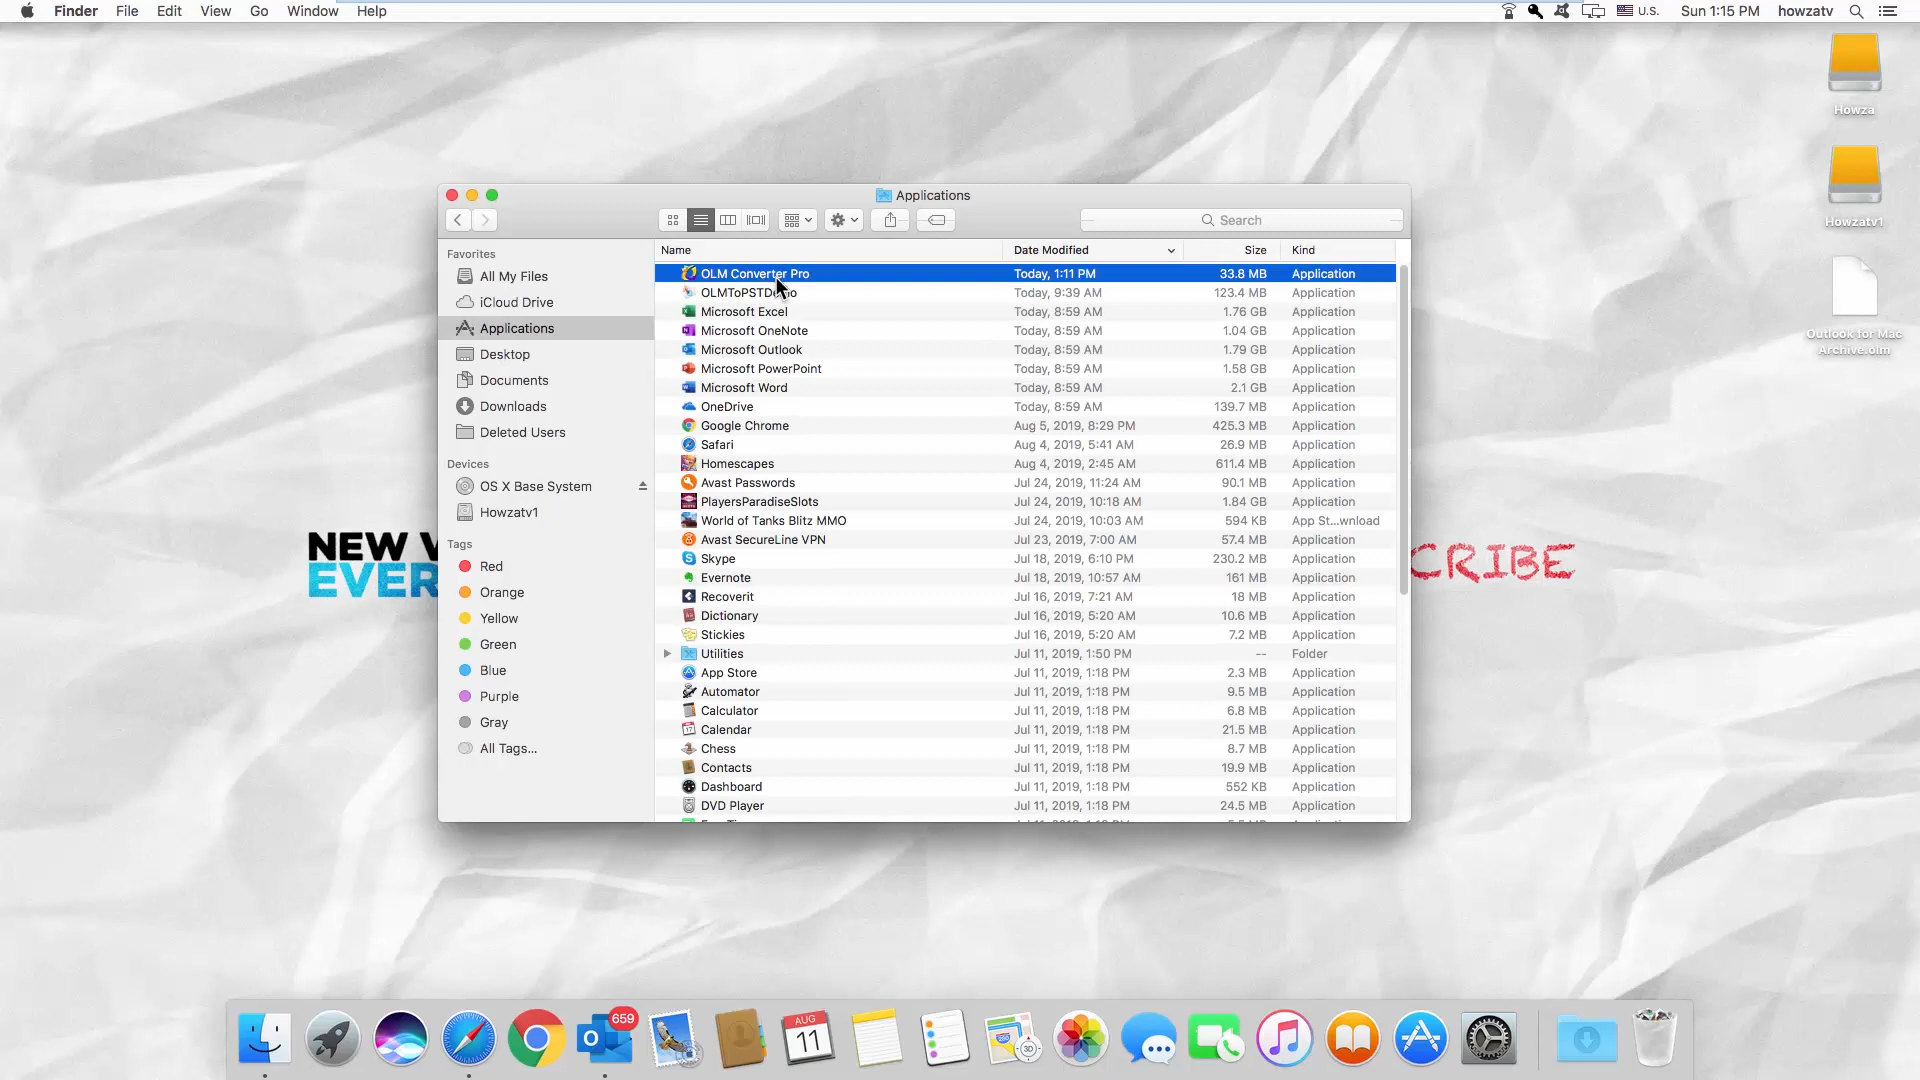 Finder File Edit View Go Window Help U.S. Sun 1:15 PM howzatv
Howza
Howzatv1
Outlook for Mac
Archive.olm
Applications
Search
Favorites
All My Files
iCloud Drive
Applications
Desktop
Documents
Downloads
Deleted Users
Devices
OS X Base System
Howzatv1
Tags
Red
Orange
Yellow
Green
Blue
Purple
Gray
All Tags...
Name Date Modified Size Kind
OLM Converter Pro Today, 1:11 PM 33.8 MB Application
Today, 9:39 AM 123.4 MB Application
Microsoft Excel Today, 8:59 AM 1.76 GB Application
Microsoft OneNote Today, 8:59 AM 1.04 GB Application
Microsoft Outlook Today, 8:59 AM 1.79 GB Application
Microsoft PowerPoint Today, 8:59 AM 1.58 GB Application
Microsoft Word Today, 8:59 AM 2.1 GB Application
OneDrive Today, 8:59 AM 139.7 MB Application
Google Chrome Aug 5, 2019, 8:29 PM 425.3 MB Application
Safari Aug 4, 2019, 5:41 AM 26.9 MB Application
Homescapes Aug 4, 2019, 2:45 AM 611.4 MB Application
Avast Passwords Jul 24, 2019, 11:24 AM 90.1 MB Application
PlayersParadiseSlots Jul 24, 2019, 10:18 AM 1.84 GB Application
World of Tanks Blitz MMO Jul 24, 2019, 10:03 AM 594 KB App St...wnload
Avast SecureLine VPN Jul 23, 2019, 7:00 AM 57.4 MB Application
Skype Jul 18, 2019, 6:10 PM 230.2 MB Application
Evernote Jul 18, 2019, 10:57 AM 161 MB Application
Recoverit Jul 16, 2019, 7:21 AM 18 MB Application
Dictionary Jul 16, 2019, 5:20 AM 10.6 MB Application
Stickies Jul 16, 2019, 5:20 AM 7.2 MB Application
Utilities Jul 11, 2019, 1:50 PM -- Folder
App Store Jul 11, 2019, 1:18 PM 2.3 MB Application
Automator Jul 11, 2019, 1:18 PM 9.5 MB Application
Calculator Jul 11, 2019, 1:18 PM 6.8 MB Application
Calendar Jul 11, 2019, 1:18 PM 21.5 MB Application
Chess Jul 11, 2019, 1:18 PM 8.7 MB Application
Contacts Jul 11, 2019, 1:18 PM 19.9 MB Application
Dashboard Jul 11, 2019, 1:18 PM 552 KB Application
DVD Player Jul 11, 2019, 1:18 PM 24.5 MB Application
NEW
EVER
CRIBE
659
AUG
11